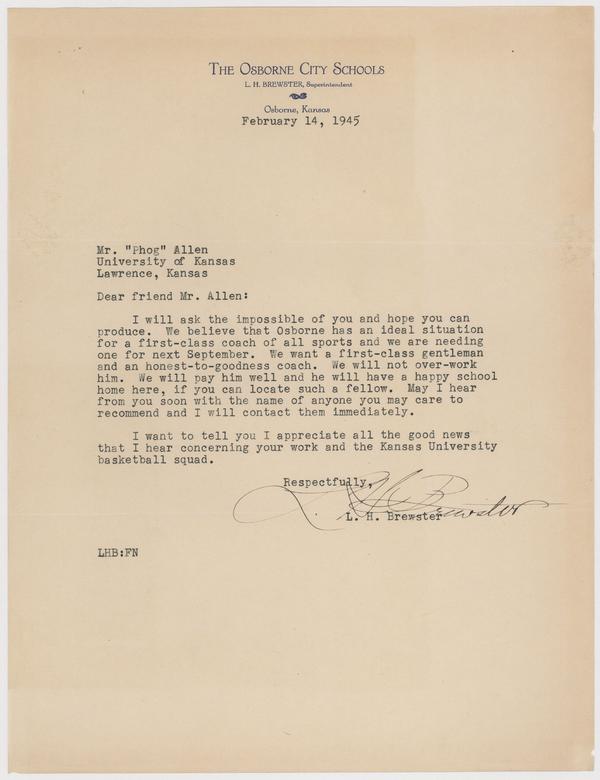 THE OSBORNE CITY SCHOOLS
L. H. BREWSTER, Superintendent
Osborne, Kansas
February 14, 1945
Mr. "Phog" Allen
University of Kansas
Lawrence, Kansas
Dear friend Mr. Allen:
I will ask the impossible of you and hope you can
produce. We believe that Osborne has an ideal situation
for a first-class coach of all sports and we are needing
one for next September. We want a first-class gentleman
and an honest-to-goodness coach. We will not over-work
him. We will pay him well and he will have a happy school
home here, if you can locate such a fellow. May I hear
from you soon with the name of anyone you may care to
recommend and I will contact them immediately.
I want to tell you I appreciate all the good news
that I hear concerning your work and the Kansas University
basketball squad.
Respectfully,
L H Brewster
L. H. Brewster
LHB:FN